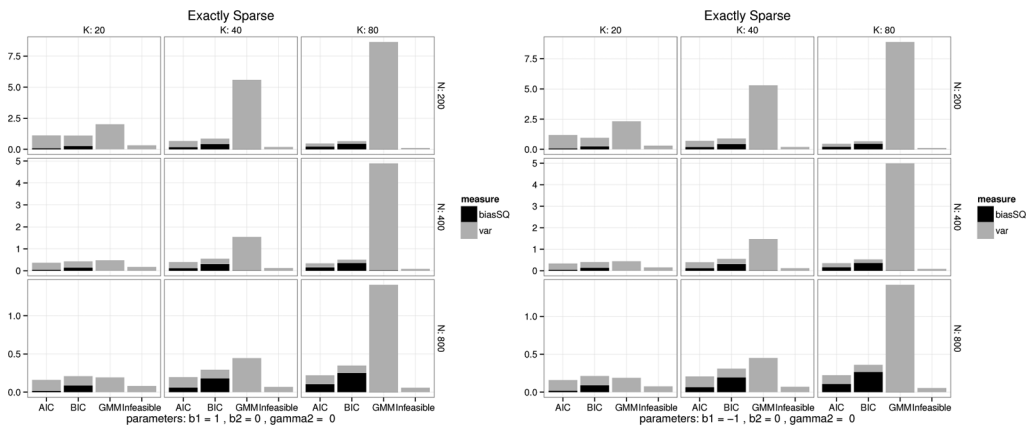 Exactly Sparse
K: 20 K: 40 K: 80
7.5
5.0
2.5
0.0
N: 200
5
4
3
2
1
0
N: 400
1.0
0.5
0.0
N: 800
measure
biasSQ
var
AIC BIC GMM Infeasible AIC BIC GMM Infeasible AIC BIC GMM Infeasible
parameters: b1 = 1 , b2 = 0 , gamma2 = 0
Exactly Sparse
K: 20 K: 40 K: 80
7.5
5.0
2.5
0.0
N: 200
5
4
3
2
1
0
N: 400
1.0
0.5
0.0
N: 800
measure
biasSQ
var
AIC BIC GMM Infeasible AIC BIC GMM Infeasible AIC BIC GMM Infeasible
parameters: b1 = −1 , b2 = 0 , gamma2 = 0